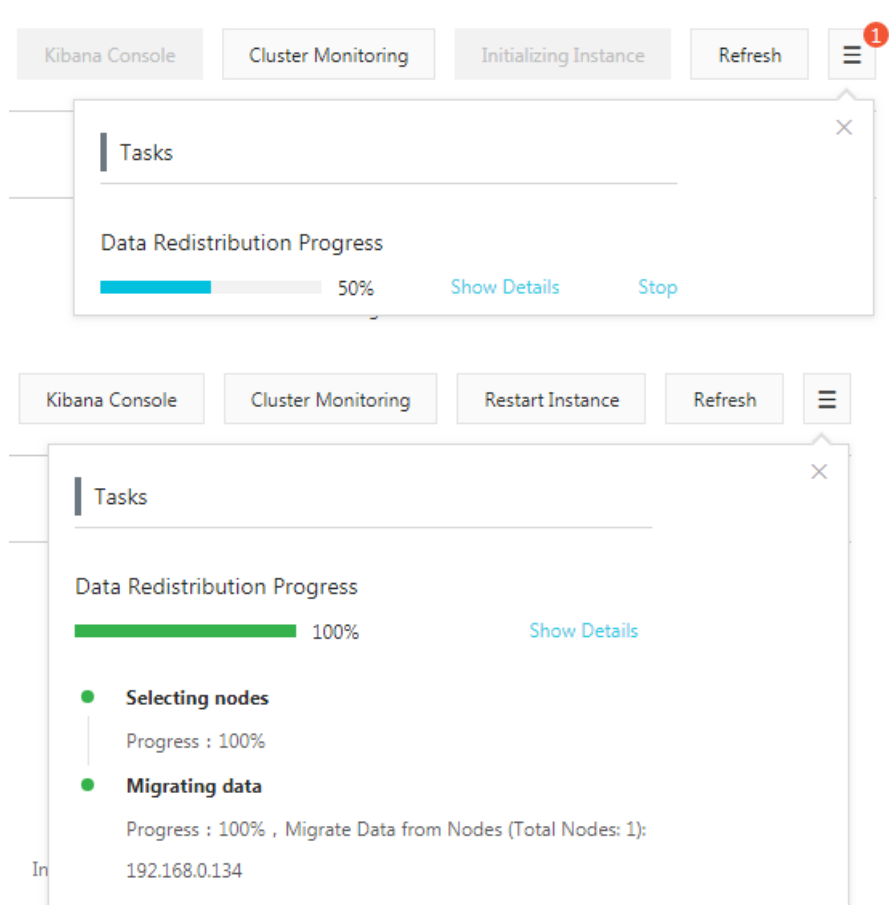 Kibana Console Cluster Monitoring Initializing Instance Refresh 1
Tasks
Data Redistribution Progress
50% Show Details Stop
Kibana Console Cluster Monitoring Restart Instance Refresh
Tasks
Data Redistribution Progress
100% Show Details
Selecting nodes
Progress : 100%
Migrating data
Progress : 100% , Migrate Data from Nodes (Total Nodes: 1):
In 192.168.0.134